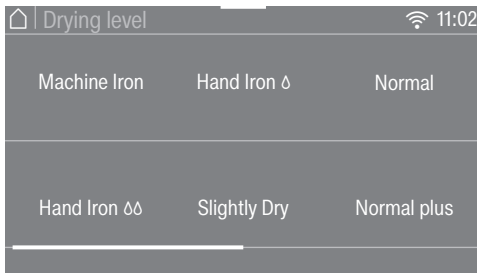 Drying level 11:02
Machine Iron Hand Iron Normal
Hand Iron Slightly Dry Normal plus